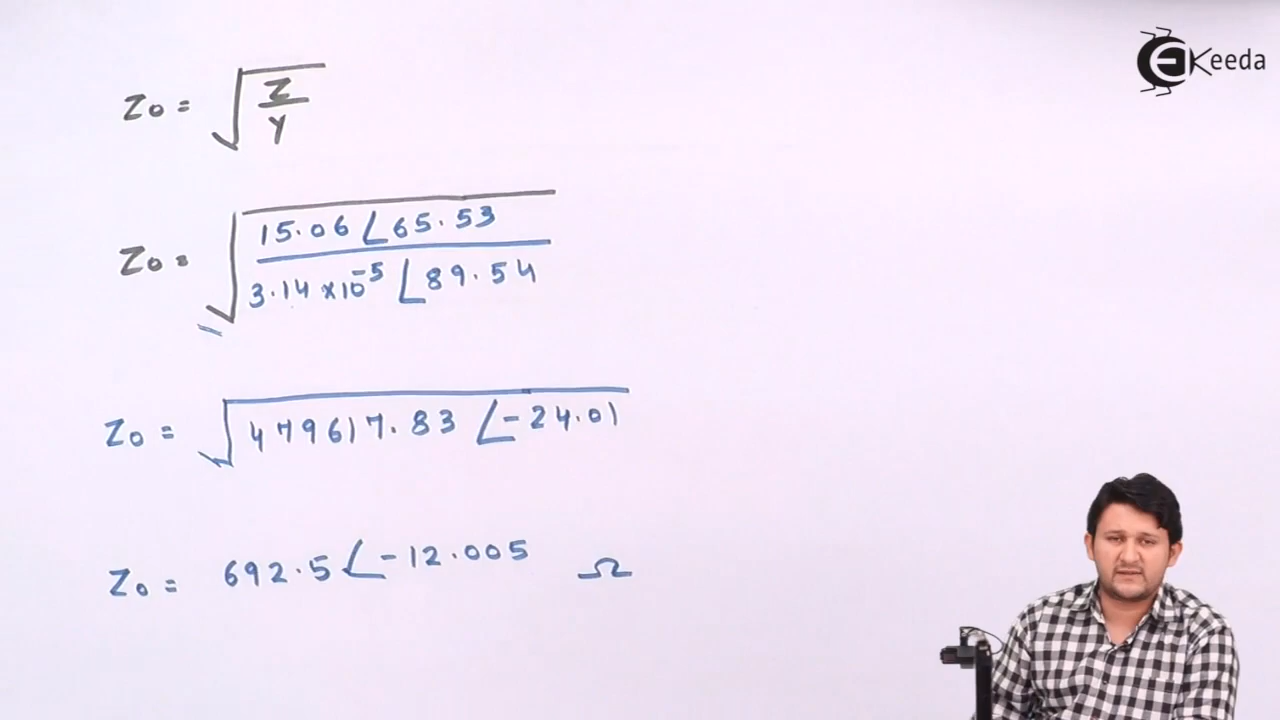 EKeeda
Z0 = √(Z/Y)
Z0 = √(15.06∠65.53 / 3.14×10⁻⁵∠89.54)
Z0 = √(479617.83∠-24.01)
Z0 = 692.5∠-12.005 Ω